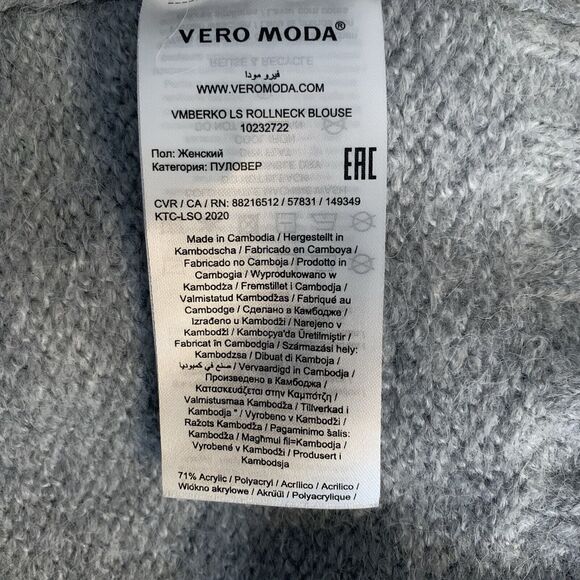 VERO MODA®
فيرو مودا
WWW.VEROMODA.COM
VMBERKO LS ROLLNECK BLOUSE
10232722
Пол: Женский
Категория: ПУЛОВЕР
EAC
CVR / CA / RN: 88216512 / 57831 / 149349
KTC-LSO 2020
Made in Cambodia / Hergestellt in
Kambodscha / Fabricado en Camboya /
Fabricado no Camboja / Prodotto in
Cambogia / Wyprodukowano w
Kambodża / Fremstillet i Cambodja /
Valmistatud Kambodžas / Fabriqué au
Cambodge / Сделано в Камбодже /
Izrađeno u Kambodži / Narejeno v
Kambodži / Kamboçya'da Üretilmiştir /
Fabricat în Cambodgia / Származási hely:
Kambodzsa / Dibuat di Kamboja /
صنع في كمبوديا / Vervaardigd in Cambodja /
Произведено в Камбоджа /
Κατασκευάζεται στην Καμπότζη /
Valmistusmaa Kambodža / Tillverkad i
Kambodja " / Vyrobeno v Kambodži /
Ražots Kambodža / Pagaminimo šalis:
Kambodža / Magħmul fil=Kambodja /
Vyrobené v Kambodži / Produsert i
Kambodsja
71% Acrylic / Polyacryl / Acrílico / Acrilico /
Włókno akrylowe / Akrüül / Polyacrylique /